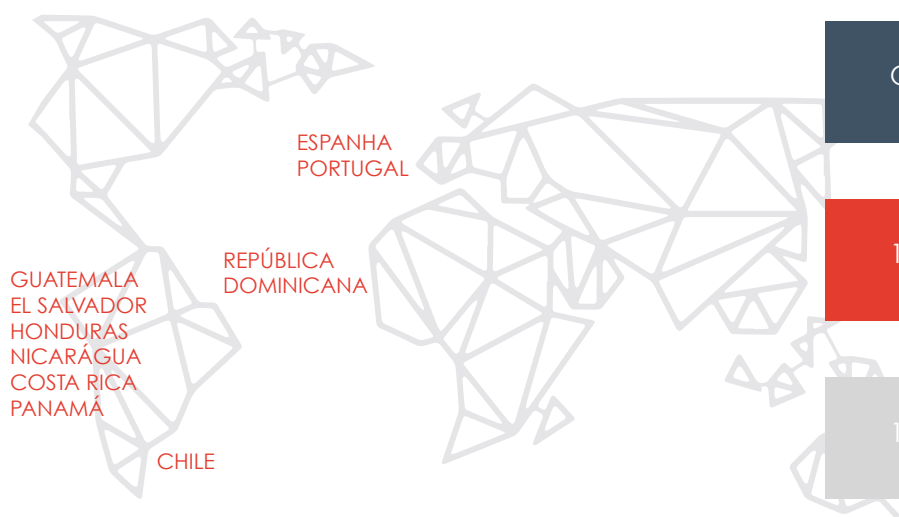 ESPANHA
PORTUGAL
REPÚBLICA
DOMINICANA
GUATEMALA
EL SALVADOR
HONDURAS
NICARÁGUA
COSTA RICA
PANAMÁ
CHILE